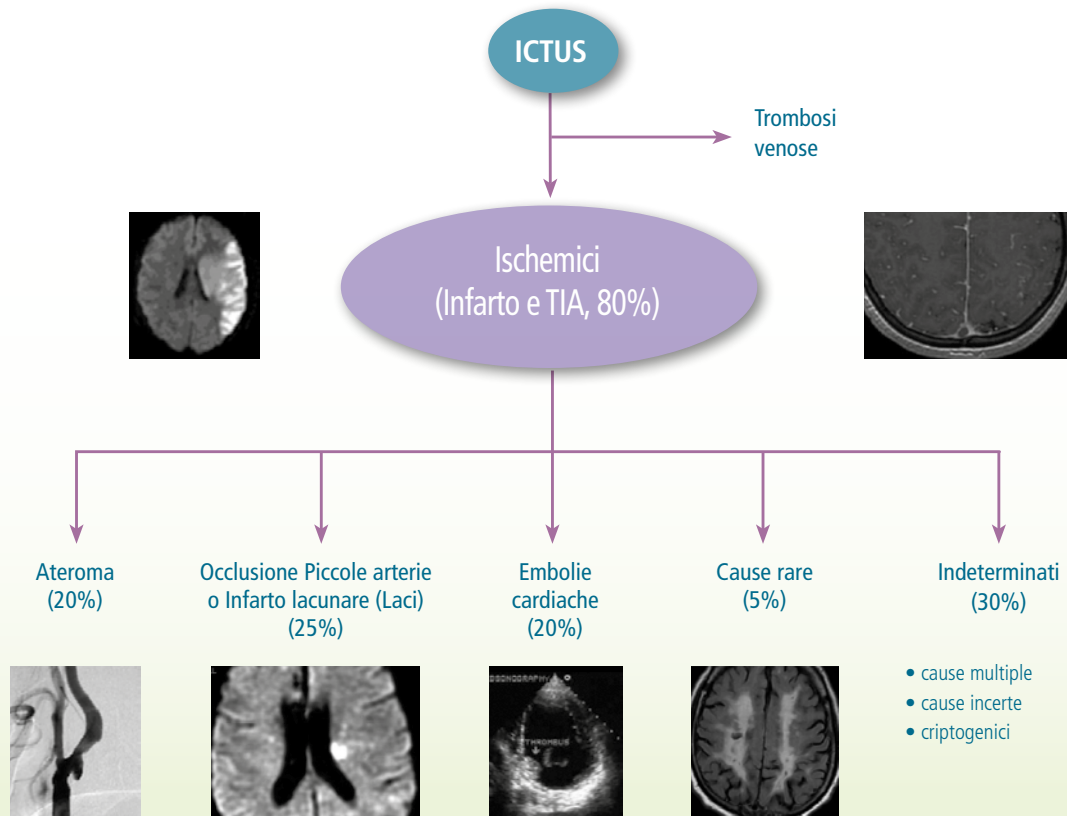 ICTUS
Trombosi
venose
Ischemici
(Infarto e TIA, 80%)
Ateroma
(20%)
Occlusione Piccole arterie
o Infarto lacunare (Laci)
(25%)
Embolie
cardiache
(20%)
Cause rare
(5%)
Indeterminati
(30%)
• cause multiple
• cause incerte
• criptogenici
THROMBUS